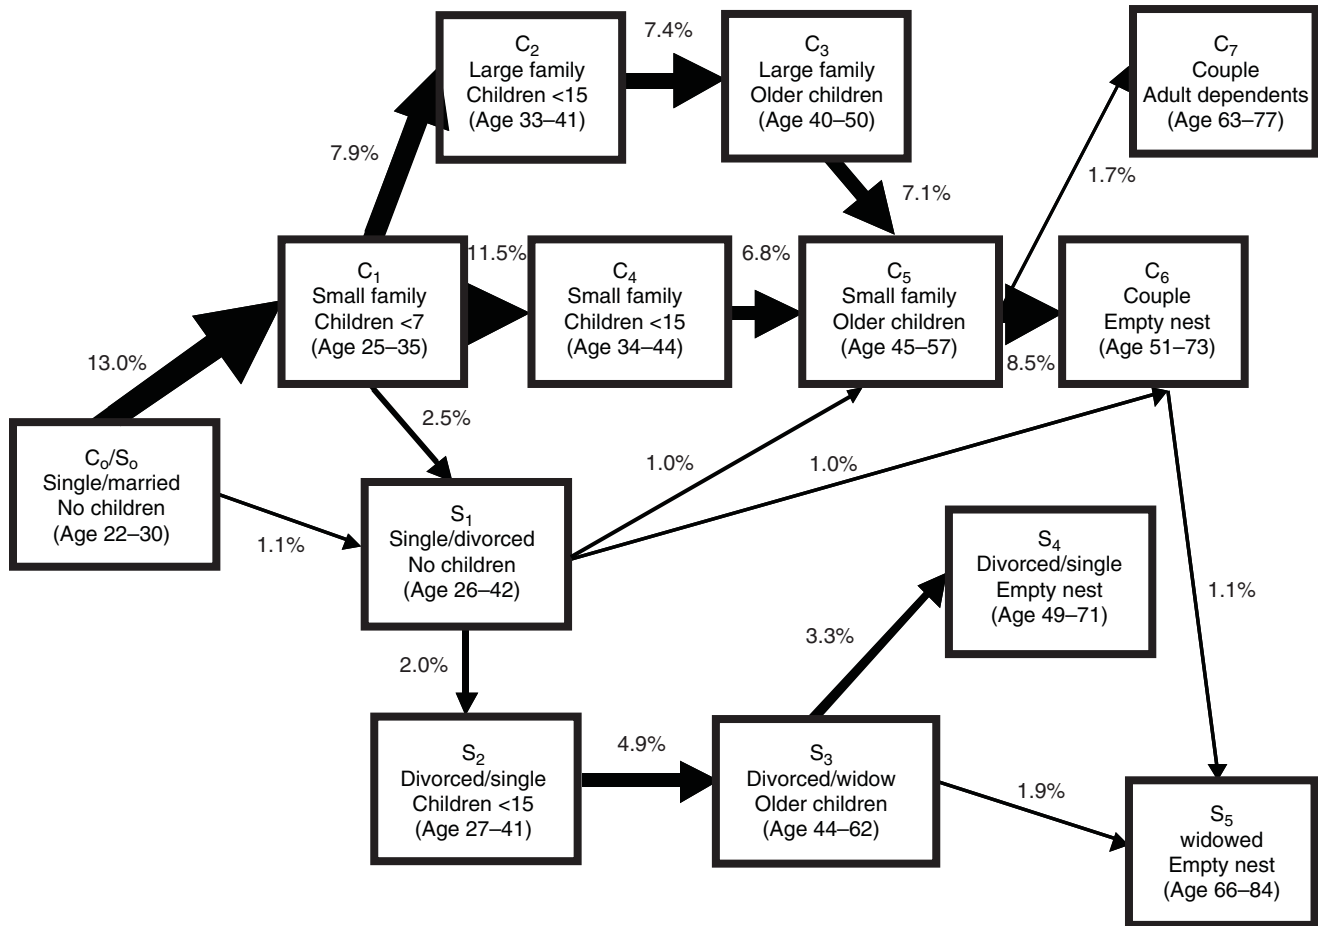 C2
Large family
Children <15
(Age 33–41)
7.4%
C3
Large family
Older children
(Age 40–50)
C7
Couple
Adult dependents
(Age 63–77)
7.9%
7.1%
1.7%
C1
Small family
Children <7
(Age 25–35)
11.5%
C4
Small family
Children <15
(Age 34–44)
6.8%
C5
Small family
Older children
(Age 45–57)
8.5%
C6
Couple
Empty nest
(Age 51–73)
13.0%
2.5%
1.0%
1.0%
Co/So
Single/married
No children
(Age 22–30)
1.1%
S1
Single/divorced
No children
(Age 26–42)
S4
Divorced/single
Empty nest
(Age 49–71)
1.1%
2.0%
3.3%
S2
Divorced/single
Children <15
(Age 27–41)
4.9%
S3
Divorced/widow
Older children
(Age 44–62)
1.9%
S5
widowed
Empty nest
(Age 66–84)